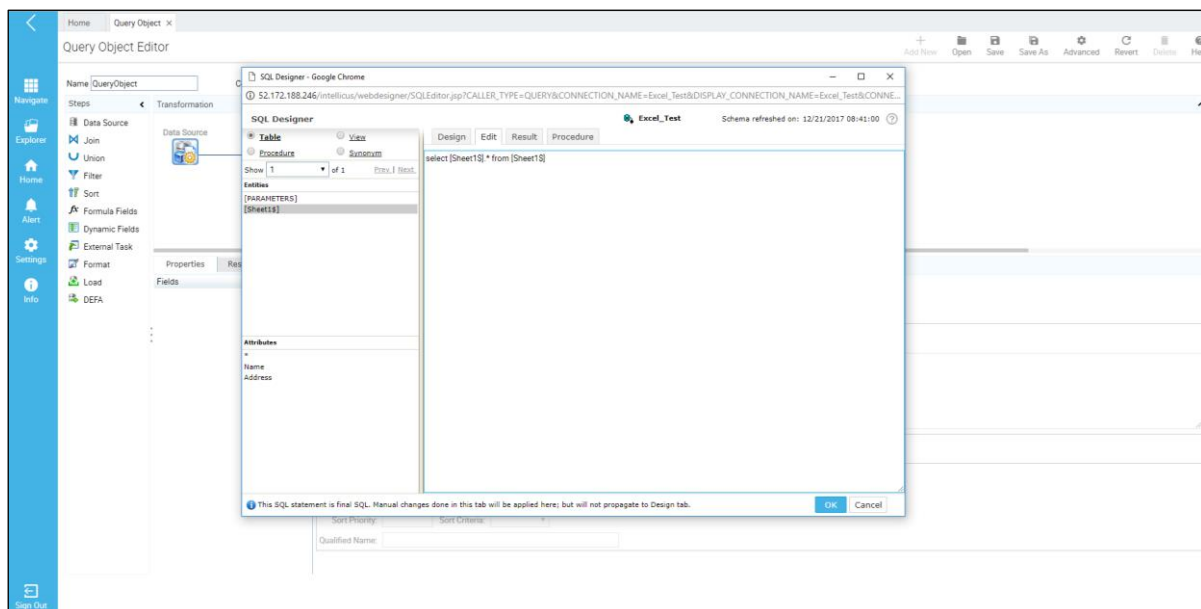 Home
Query Object ×
Query Object Editor
Add New
Open
Save
Save As
Advanced
Revert
Delete
Navigate
Explorer
Home
Alert
Settings
Info
Sign Out
Name QueryObject
Steps
Transformation
Data Source
Join
Union
Filter
Sort
Formula Fields
Dynamic Fields
External Task
Format
Load
DEFA
Data Source
Properties
Fields
SQL Designer - Google Chrome
52.172.188.246/intellicus/webdesigner/SQLEditor.jsp?CALLER_TYPE=QUERY&CONNECTION_NAME=Excel_Test&DISPLAY_CONNECTION_NAME=Excel_Test&CONNE...
SQL Designer
Excel_Test
Schema refreshed on: 12/21/2017 08:41:00
Table
View
Procedure
Synonym
Show 1 of 1 Prev | Next
Entities
[PARAMETERS]
[Sheet1$]
Attributes
*
Name
Address
Design
Edit
Result
Procedure
select [Sheet1$].* from [Sheet1$]
This SQL statement is final SQL. Manual changes done in this tab will be applied here; but will not propagate to Design tab.
OK
Cancel
Sort Priority:
Sort Criteria:
Qualified Name: